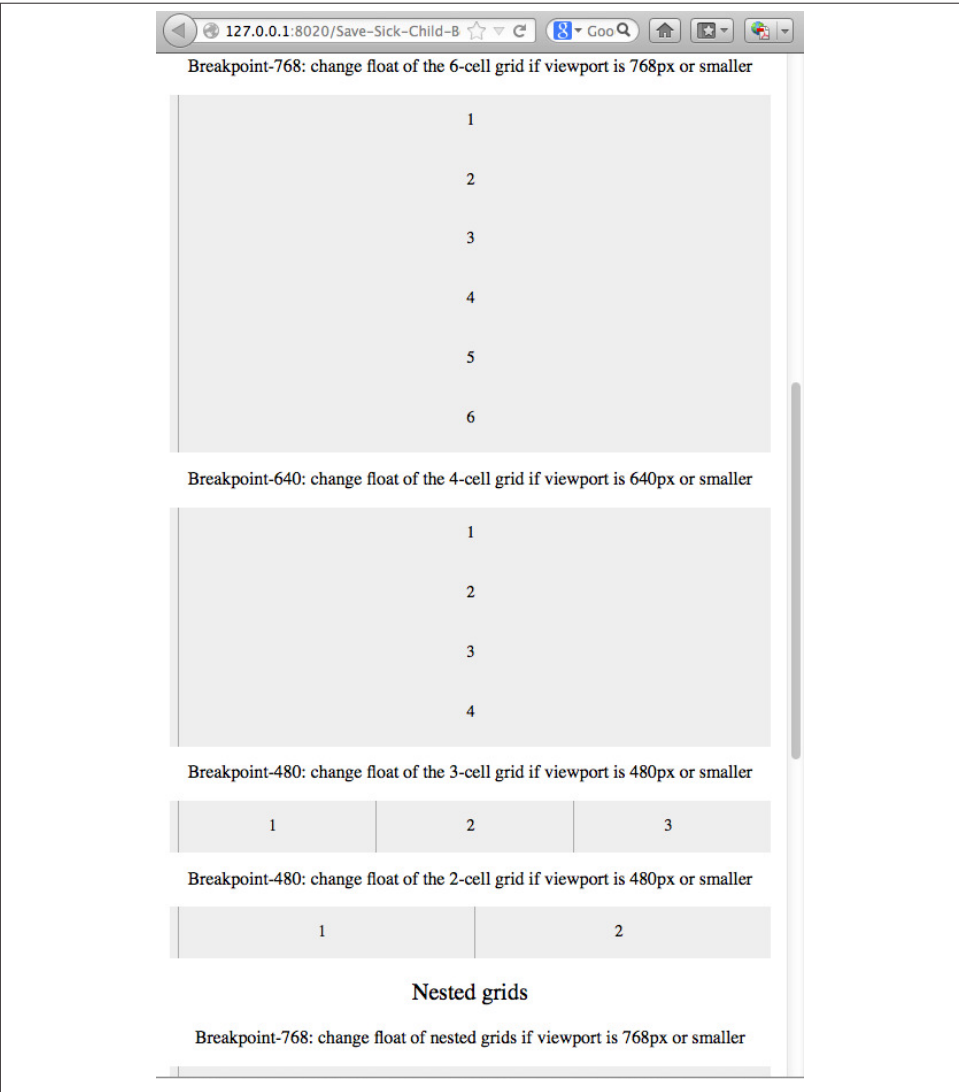 127.0.0.1:8020/Save-Sick-Child-B
Goo
Breakpoint-768: change float of the 6-cell grid if viewport is 768px or smaller
1
2
3
4
5
6
Breakpoint-640: change float of the 4-cell grid if viewport is 640px or smaller
1
2
3
4
Breakpoint-480: change float of the 3-cell grid if viewport is 480px or smaller
1 2 3
Breakpoint-480: change float of the 2-cell grid if viewport is 480px or smaller
1 2
Nested grids
Breakpoint-768: change float of nested grids if viewport is 768px or smaller